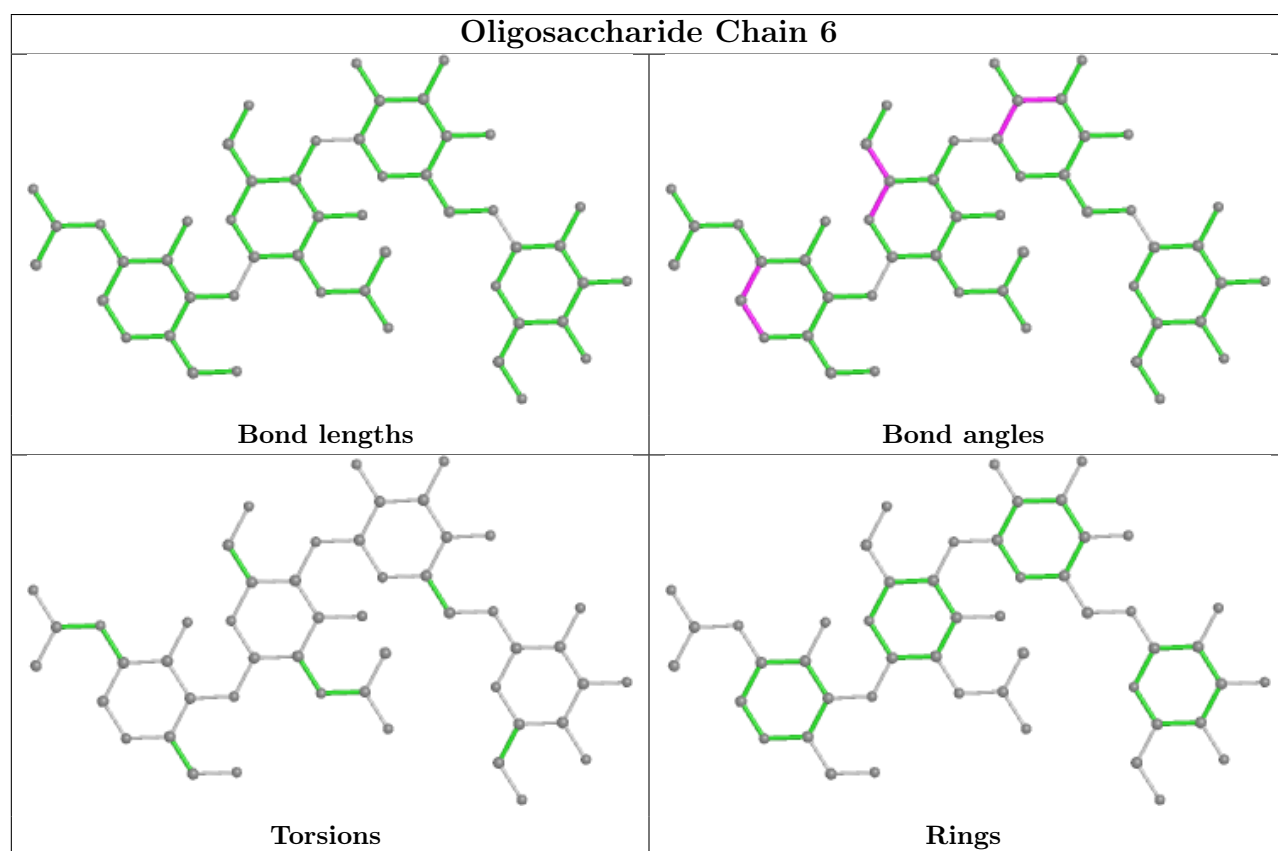 Oligosaccharide Chain 6
Bond lengths
Bond angles
Torsions
Rings